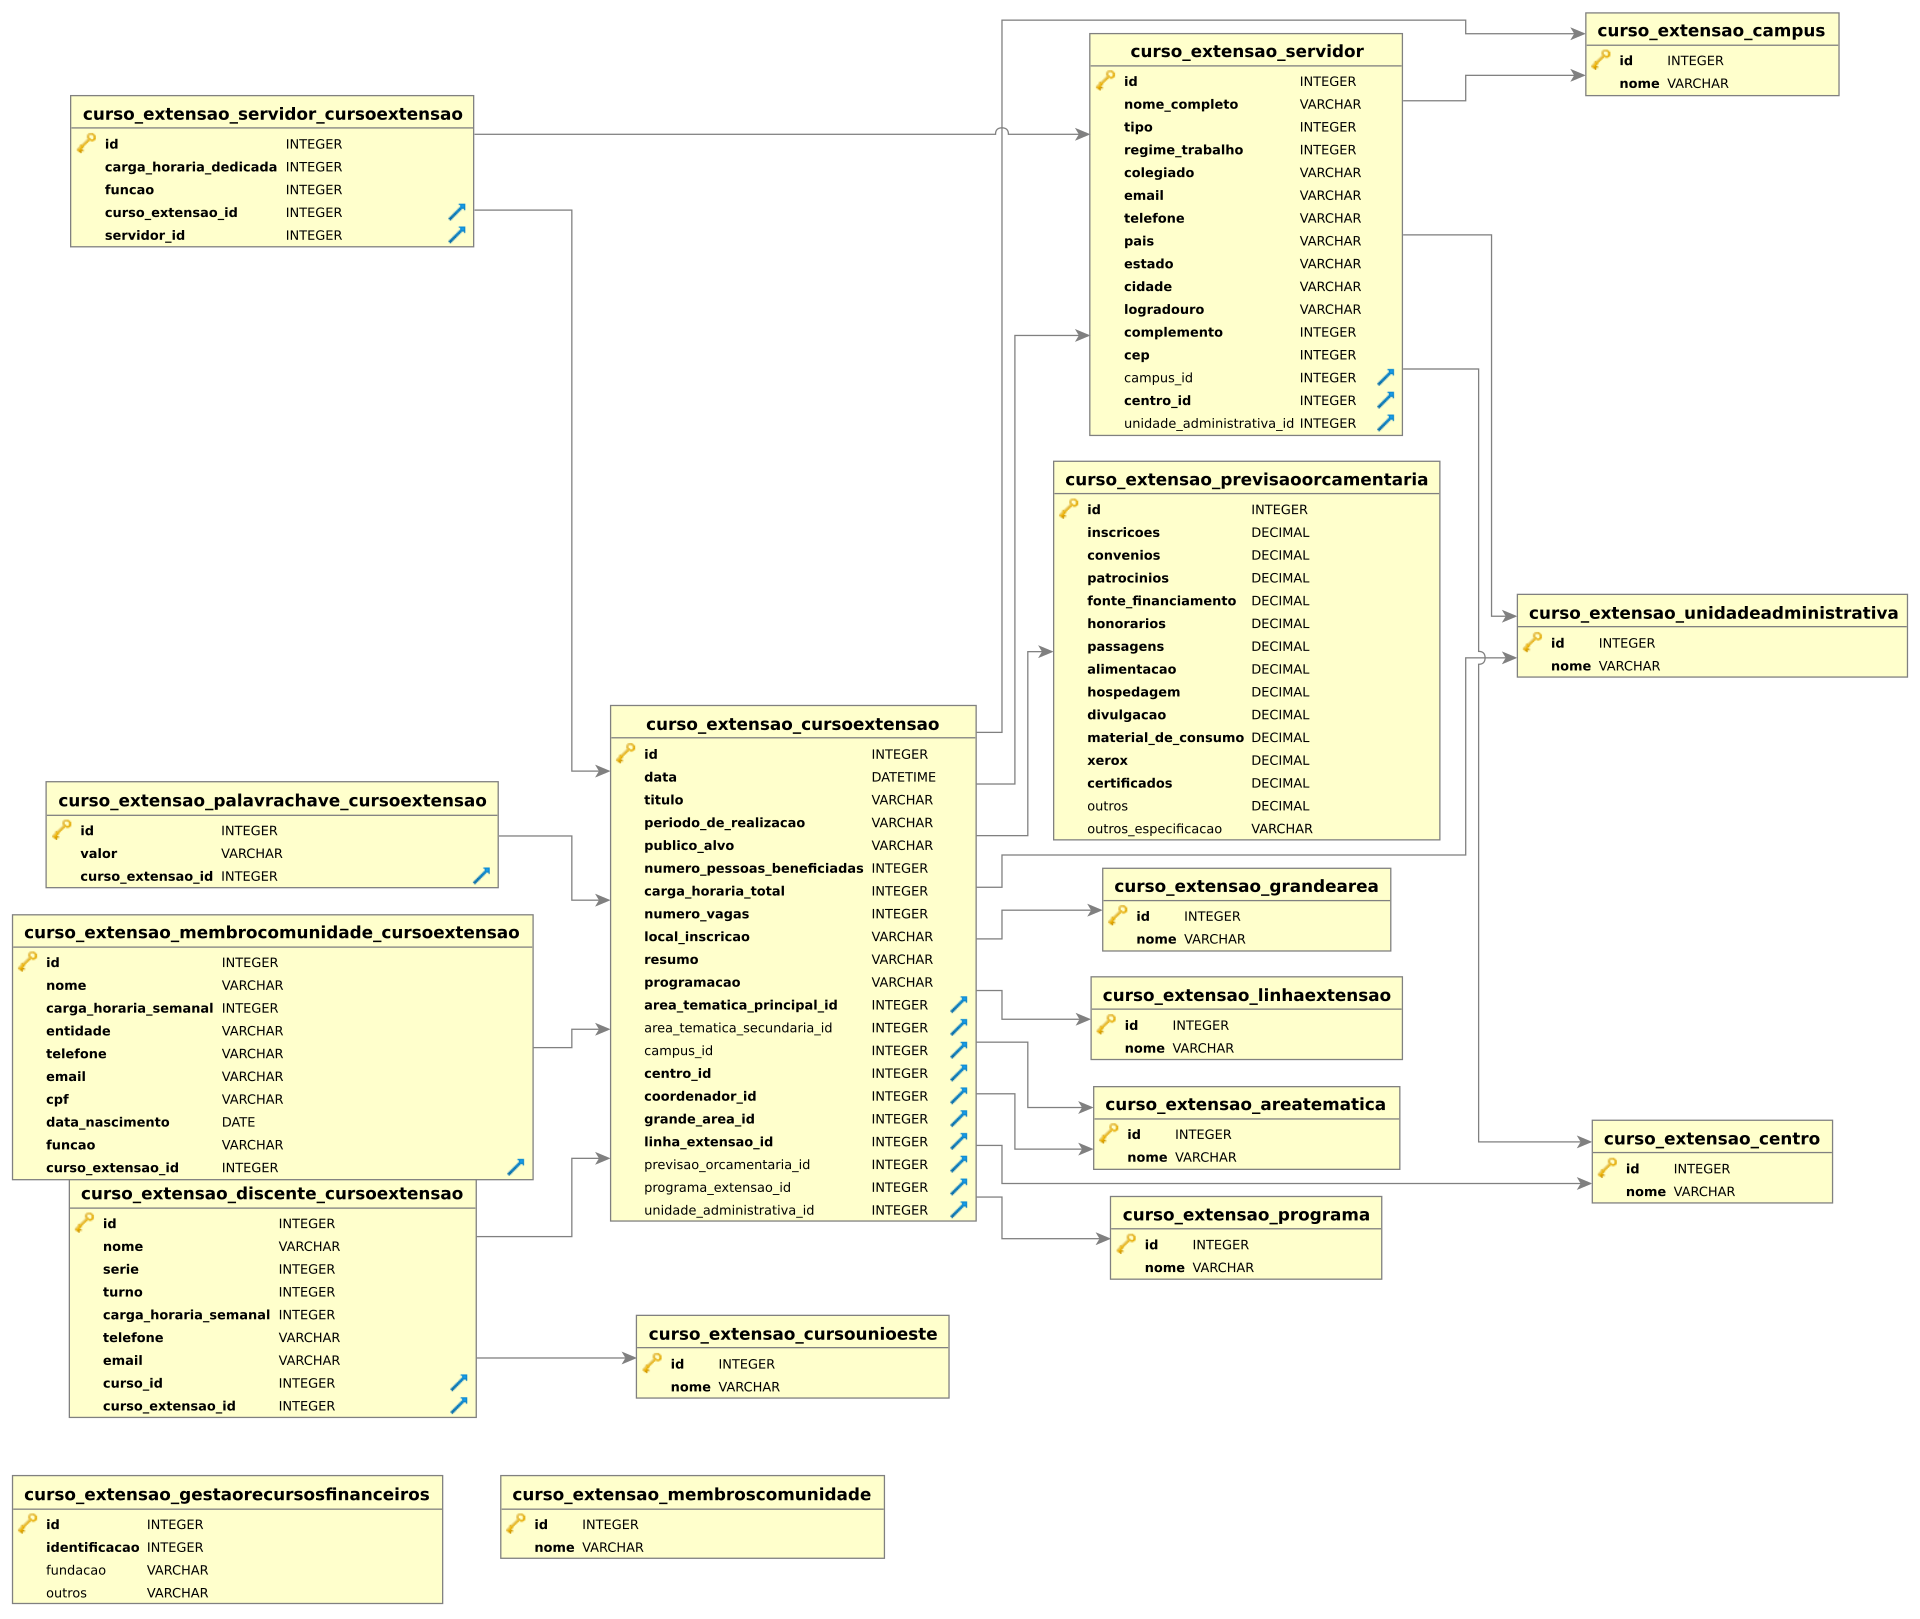 curso_extensao_campus
id INTEGER
nome VARCHAR
curso_extensao_servidor
id INTEGER
nome_completo VARCHAR
tipo INTEGER
regime_trabalho INTEGER
colegiado VARCHAR
email VARCHAR
telefone VARCHAR
pais VARCHAR
estado VARCHAR
cidade VARCHAR
logradouro VARCHAR
complemento INTEGER
cep INTEGER
campus_id INTEGER
centro_id INTEGER
unidade_administrativa_id INTEGER
curso_extensao_servidor_cursoextensao
id INTEGER
carga_horaria_dedicada INTEGER
funcao INTEGER
curso_extensao_id INTEGER
servidor_id INTEGER
curso_extensao_previsaoorcamentaria
id INTEGER
inscricoes DECIMAL
convenios DECIMAL
patrocinios DECIMAL
fonte_financiamento DECIMAL
honorarios DECIMAL
passagens DECIMAL
alimentacao DECIMAL
hospedagem DECIMAL
divulgacao DECIMAL
material_de_consumo DECIMAL
xerox DECIMAL
certificados DECIMAL
outros DECIMAL
outros_especificacao VARCHAR
curso_extensao_unidadeadministrativa
id INTEGER
nome VARCHAR
curso_extensao_cursoextensao
id INTEGER
data DATETIME
titulo VARCHAR
periodo_de_realizacao VARCHAR
publico_alvo VARCHAR
numero_pessoas_beneficiadas INTEGER
carga_horaria_total INTEGER
numero_vagas INTEGER
local_inscricao VARCHAR
resumo VARCHAR
programacao VARCHAR
area_tematica_principal_id INTEGER
area_tematica_secundaria_id INTEGER
campus_id INTEGER
centro_id INTEGER
coordenador_id INTEGER
grande_area_id INTEGER
linha_extensao_id INTEGER
previsao_orcamentaria_id INTEGER
programa_extensao_id INTEGER
unidade_administrativa_id INTEGER
curso_extensao_palavrachave_cursoextensao
id INTEGER
valor VARCHAR
curso_extensao_id INTEGER
curso_extensao_grandearea
id INTEGER
nome VARCHAR
curso_extensao_membrocomunidade_cursoextensao
id INTEGER
nome VARCHAR
carga_horaria_semanal INTEGER
entidade VARCHAR
telefone VARCHAR
email VARCHAR
cpf VARCHAR
data_nascimento DATE
funcao VARCHAR
curso_extensao_id INTEGER
curso_extensao_linhaextensao
id INTEGER
nome VARCHAR
curso_extensao_areatematica
id INTEGER
nome VARCHAR
curso_extensao_centro
id INTEGER
nome VARCHAR
curso_extensao_discente_cursoextensao
id INTEGER
nome VARCHAR
serie INTEGER
turno INTEGER
carga_horaria_semanal INTEGER
telefone VARCHAR
email VARCHAR
curso_id INTEGER
curso_extensao_id INTEGER
curso_extensao_programa
id INTEGER
nome VARCHAR
curso_extensao_cursounioeste
id INTEGER
nome VARCHAR
curso_extensao_gestaorecursosfinanceiros
id INTEGER
identificacao INTEGER
fundacao VARCHAR
outros VARCHAR
curso_extensao_membroscomunidade
id INTEGER
nome VARCHAR